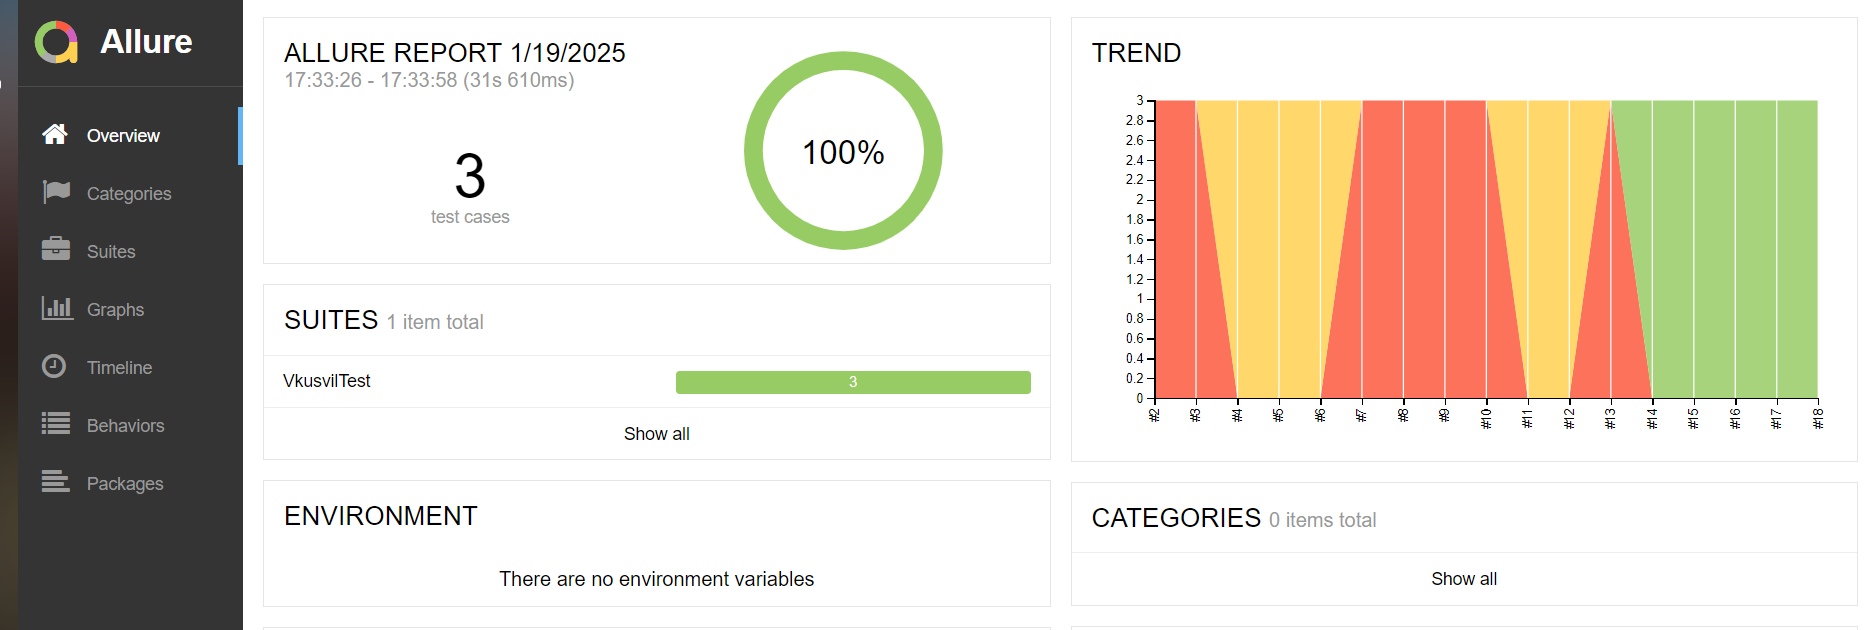 Allure
Overview
Categories
Suites
Graphs
Timeline
Behaviors
Packages
ALLURE REPORT 1/19/2025
17:33:26 - 17:33:58 (31s 610ms)
3
test cases
100%
SUITES 1 item total
VkusvilTest 3
Show all
ENVIRONMENT
There are no environment variables
TREND
3
2.8
2.6
2.4
2.2
2
1.8
1.6
1.4
1.2
1
0.8
0.6
0.4
0.2
0
#2 #3 #4 #5 #6 #7 #8 #9 #10 #11 #12 #13 #14 #15 #16 #17 #18
CATEGORIES 0 items total
Show all